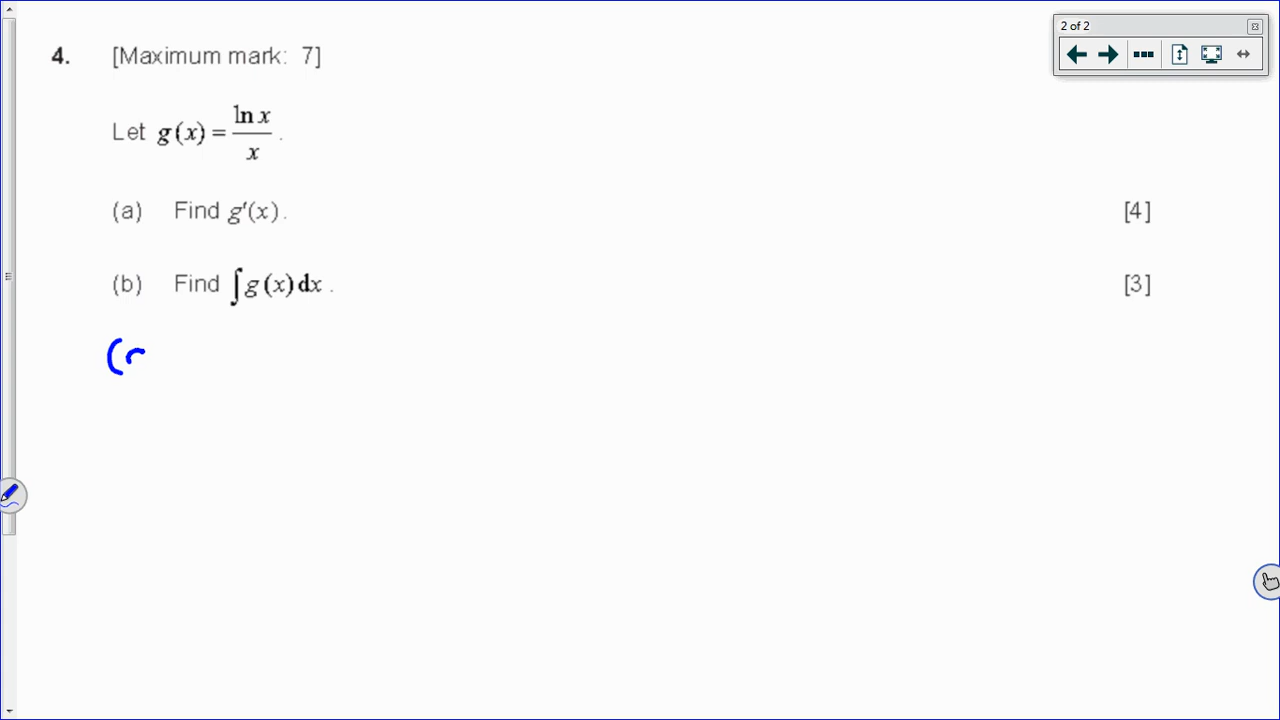 2 of 2
4. [Maximum mark: 7]
Let g(x) = ln x / x .
(a) Find g′(x). [4]
(b) Find ∫g(x)dx . [3]
(